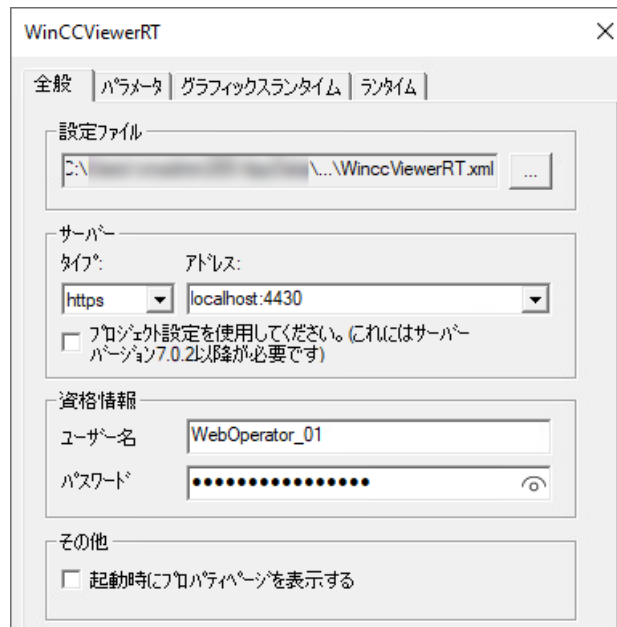 WinCCViewerRT
全般 パラメータ グラフィックスランタイム ランタイム
設定ファイル
C:\ \...\WinccViewerRT.xml ...
サーバー
タイプ: アドレス:
https localhost:4430
プロジェクト設定を使用してください。(これにはサーバー
バージョン7.0.2以降が必要です)
資格情報
ユーザー名 WebOperator_01
パスワード ••••••••••••••••
その他
起動時にプロパティページを表示する